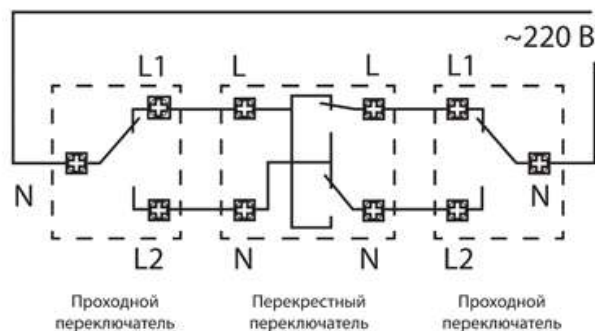 ~220 В
L1 L L L1
N N
L2 N N L2
Проходной
переключатель
Перекрестный
переключатель
Проходной
переключатель